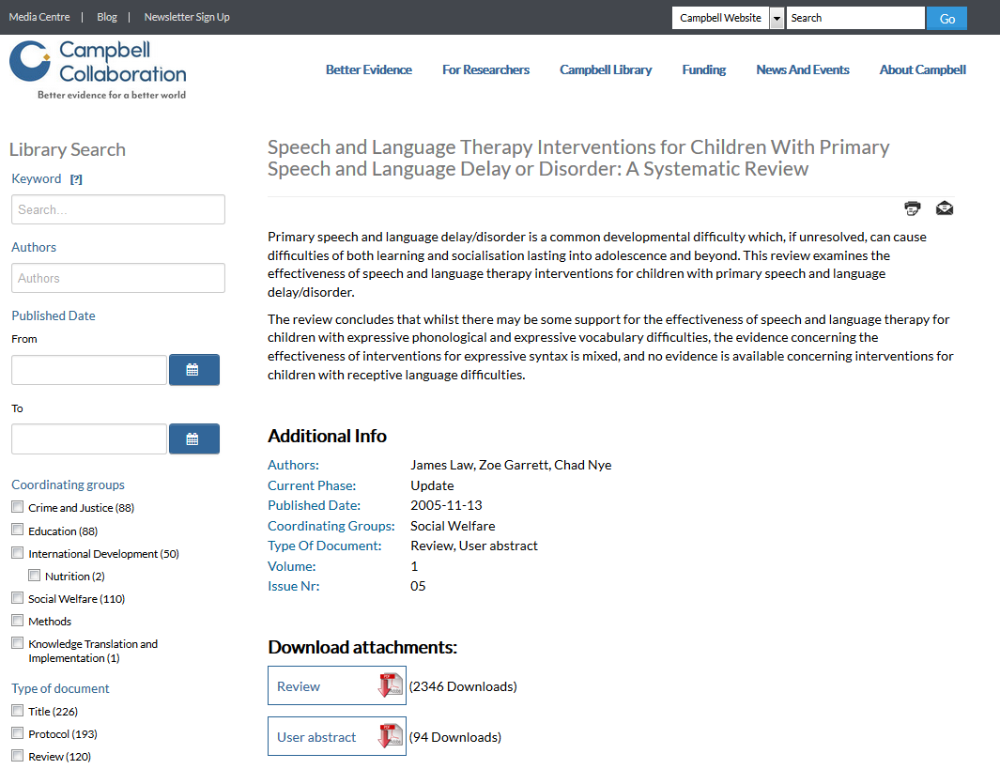 Media Centre | Blog | Newsletter Sign Up
Campbell Website Search Go
Campbell
Collaboration
Better evidence for a better world
Better Evidence For Researchers Campbell Library Funding News And Events About Campbell
Library Search
Keyword [?]
Search...
Authors
Authors
Published Date
From
To
Coordinating groups
Crime and Justice (88)
Education (88)
International Development (50)
Nutrition (2)
Social Welfare (110)
Methods
Knowledge Translation and
Implementation (1)
Type of document
Title (226)
Protocol (193)
Review (120)
Speech and Language Therapy Interventions for Children With Primary
Speech and Language Delay or Disorder: A Systematic Review
Primary speech and language delay/disorder is a common developmental difficulty which, if unresolved, can cause
difficulties of both learning and socialisation lasting into adolescence and beyond. This review examines the
effectiveness of speech and language therapy interventions for children with primary speech and language
delay/disorder.
The review concludes that whilst there may be some support for the effectiveness of speech and language therapy for
children with expressive phonological and expressive vocabulary difficulties, the evidence concerning the
effectiveness of interventions for expressive syntax is mixed, and no evidence is available concerning interventions for
children with receptive language difficulties.
Additional Info
Authors: James Law, Zoe Garrett, Chad Nye
Current Phase: Update
Published Date: 2005-11-13
Coordinating Groups: Social Welfare
Type Of Document: Review, User abstract
Volume: 1
Issue Nr: 05
Download attachments:
Review PDF (2346 Downloads)
User abstract PDF (94 Downloads)